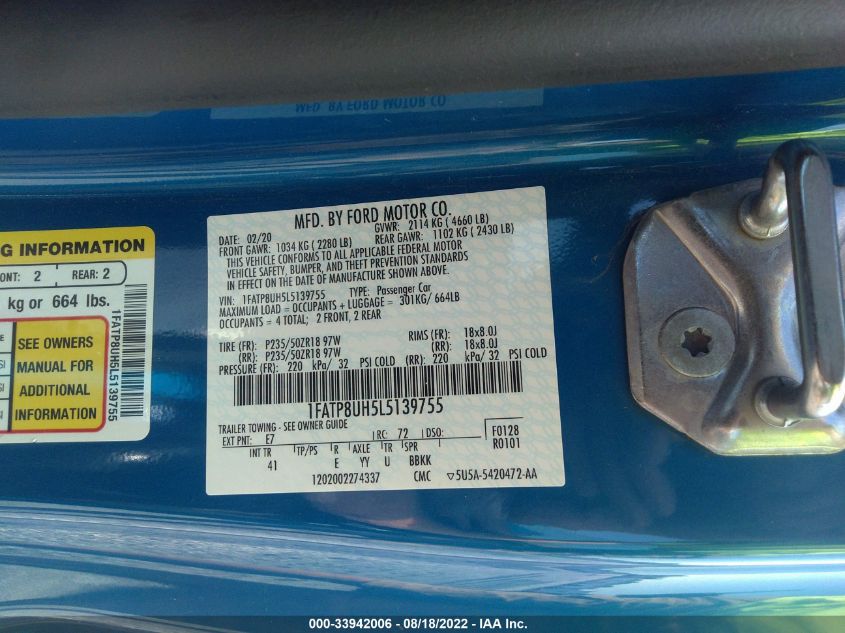 MFD. BY FORD MOTOR CO
NG INFORMATION
ONT: 2 REAR: 2
kg or 664 lbs.
SEE OWNERS
MANUAL FOR
ADDITIONAL
INFORMATION
1FATP8UH5L5139755
MFD. BY FORD MOTOR CO.
DATE: 02/20 GVWR: 2114 KG ( 4660 LB)
FRONT GAWR: 1034 KG ( 2280 LB) REAR GAWR: 1102 KG ( 2430 LB)
THIS VEHICLE CONFORMS TO ALL APPLICABLE FEDERAL MOTOR
VEHICLE SAFETY, BUMPER, AND THEFT PREVENTION STANDARDS
IN EFFECT ON THE DATE OF MANUFACTURE SHOWN ABOVE.
VIN: 1FATP8UH5L5139755 TYPE: Passenger Car
MAXIMUM LOAD = OCCUPANTS + LUGGAGE = 301KG/ 664LB
OCCUPANTS = 4 TOTAL; 2 FRONT, 2 REAR
TIRE (FR): P235/50ZR18 97W RIMS (FR): 18x8.0J
(RR): P235/50ZR18 97W (RR): 18x8.0J
PRESSURE (FR): 220 kPa/ 32 PSI COLD (RR): 220 kPa/ 32 PSI COLD
1FATP8UH5L5139755
TRAILER TOWING - SEE OWNER GUIDE
EXT PNT: E7 RC: 72 DSO: F0128
INT TR TP/PS R AXLE TR SPR R0101
41 E YY U BBKK
1202002274337 CMC ▽5U5A-5420472-AA
000-33942006 - 08/18/2022 - Copyright IAA, Inc.